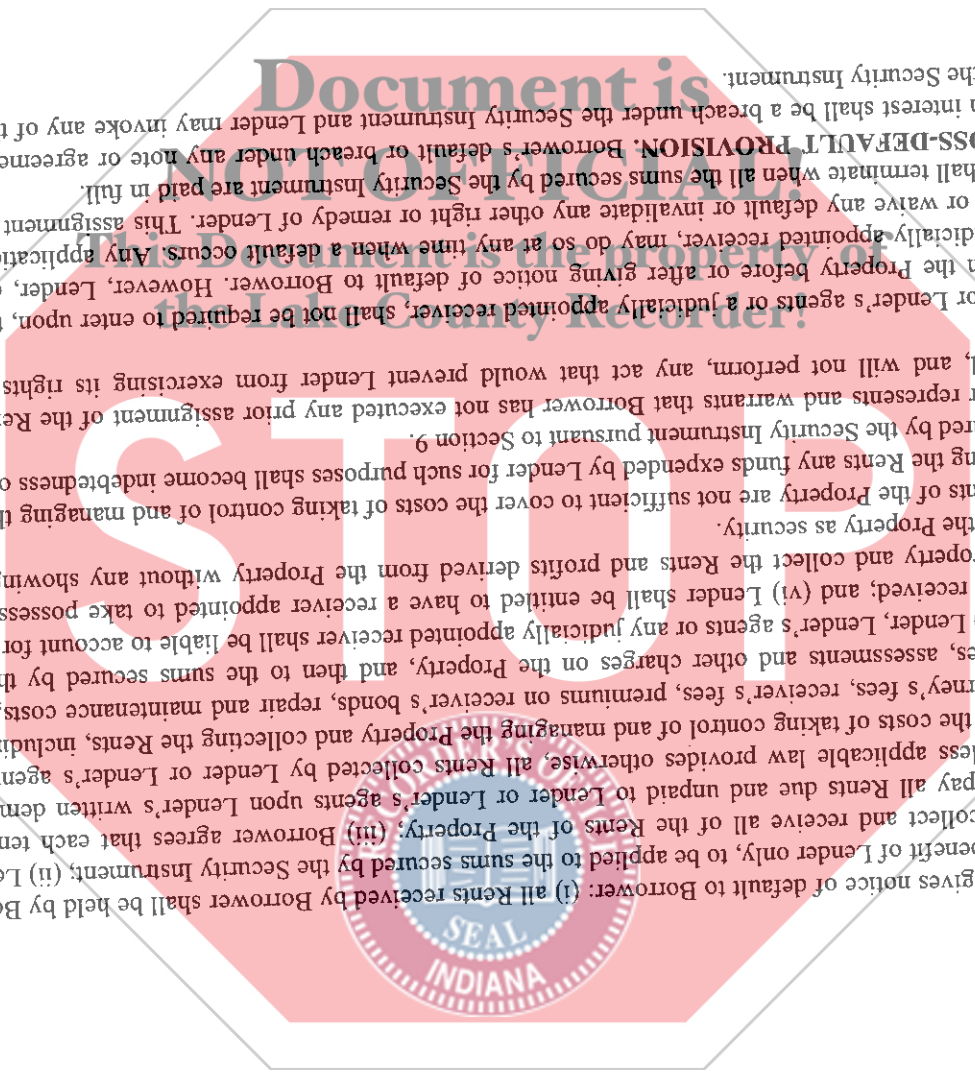 Document is
NOT OFFICIAL!
This Document is the property of
the Lake County Recorder!
STOP
RECORDER'S OFFICE
SEAL
INDIANA
gives notice of default to Borrower: (i) all Rents received by Borrower shall be held by Bo
benefit of Lender only, to be applied to the sums secured by the Security Instrument; (ii) Le
collect and receive all of the Rents of the Property; (iii) Borrower agrees that each ten
pay all Rents due and unpaid to Lender or Lender's agents upon Lender's written dem
less applicable law provides otherwise, all Rents collected by Lender or Lender's agen
the costs of taking control of and managing the Property and collecting the Rents, includi
rney's fees, receiver's fees, premiums on receiver's bonds, repair and maintenance costs,
es, assessments and other charges on the Property, and then to the sums secured by th
Lender, Lender's agents or any judicially appointed receiver shall be liable to account for
received; and (vi) Lender shall be entitled to have a receiver appointed to take possess
operty and collect the Rents and profits derived from the Property without any showing
the Property as security.
nts of the Property are not sufficient to cover the costs of taking control of and managing th
ng the Rents any funds expended by Lender for such purposes shall become indebtedness o
red by the Security Instrument pursuant to Section 9.
r represents and warrants that Borrower has not executed any prior assignment of the Re
, and will not perform, any act that would prevent Lender from exercising its rights
or Lender's agents or a judicially appointed receiver, shall not be required to enter upon, t
n the Property before or after giving notice of default to Borrower. However, Lender, o
dicially appointed receiver, may do so at any time when a default occurs. Any applicati
or waive any default or invalidate any other right or remedy of Lender. This assignment
hall terminate when all the sums secured by the Security Instrument are paid in full.
OSS-DEFAULT PROVISION. Borrower's default or breach under any note or agreeme
n interest shall be a breach under the Security Instrument and Lender may invoke any of t
the Security Instrument.